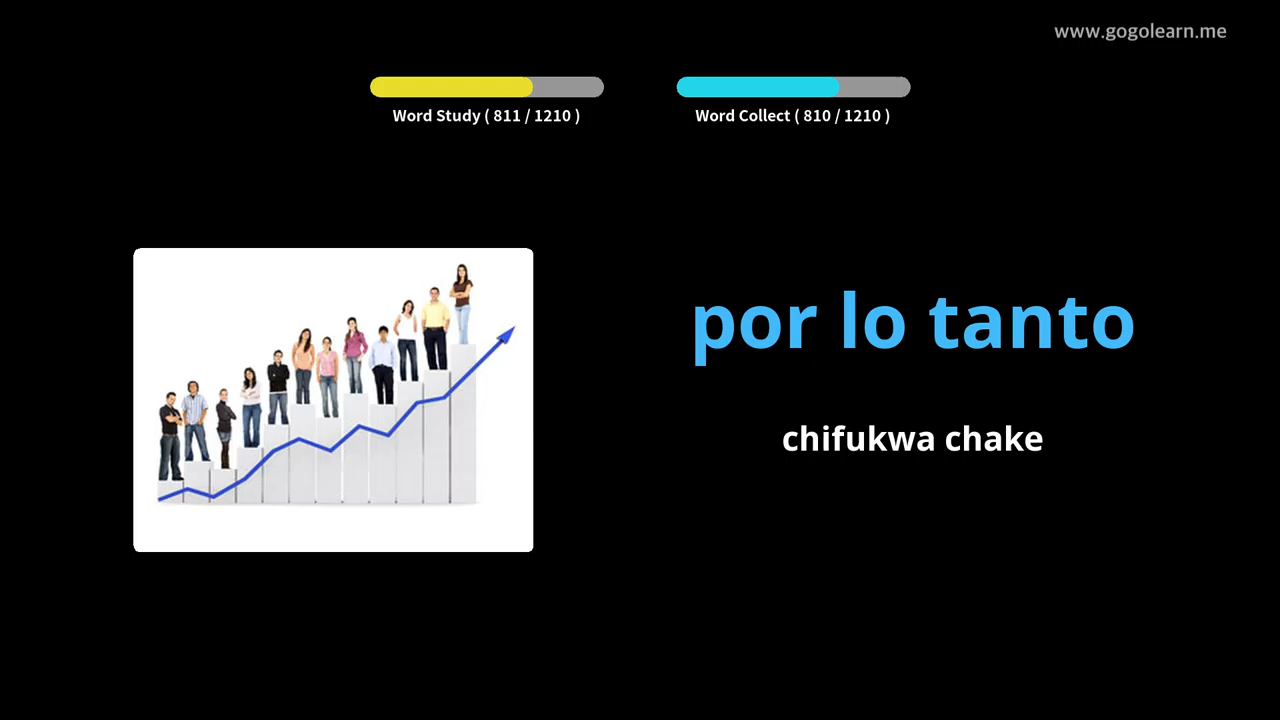 www.gogolearn.me
Word Study ( 811 / 1210 )
Word Collect ( 810 / 1210 )
por lo tanto
chifukwa chake